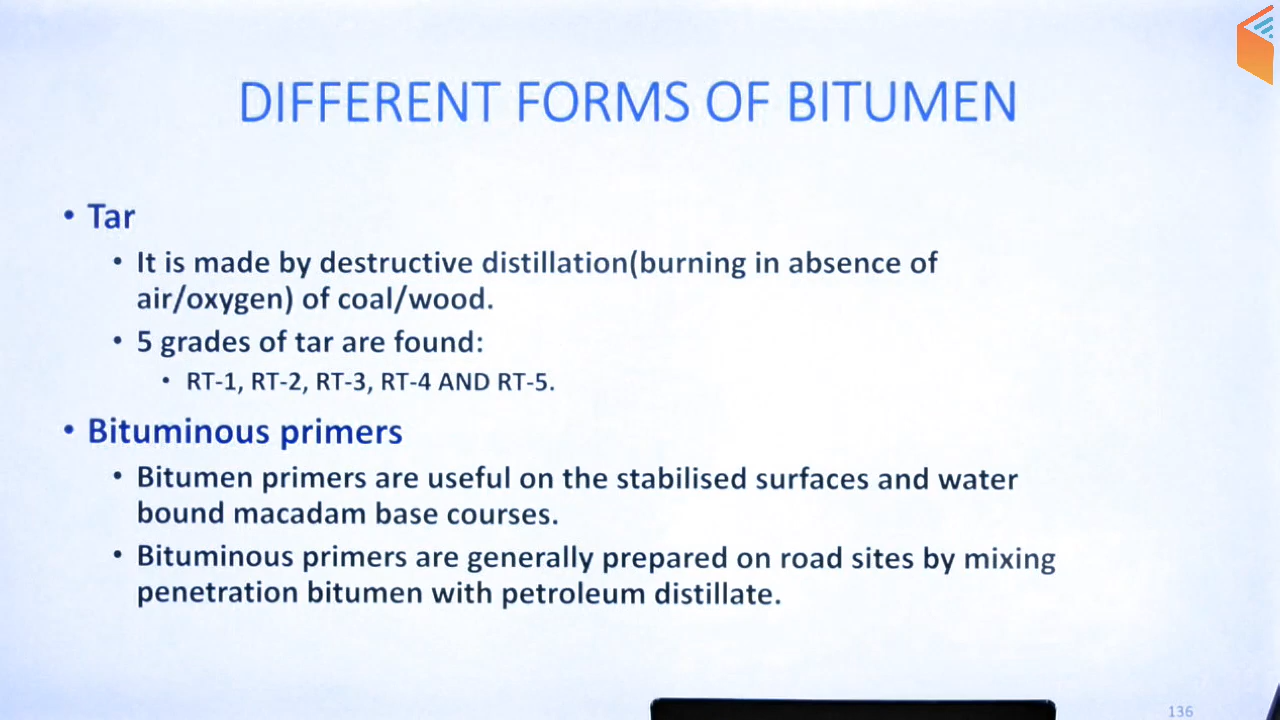 DIFFERENT FORMS OF BITUMEN
• Tar
• It is made by destructive distillation(burning in absence of
air/oxygen) of coal/wood.
• 5 grades of tar are found:
• RT-1, RT-2, RT-3, RT-4 AND RT-5.
• Bituminous primers
• Bitumen primers are useful on the stabilised surfaces and water
bound macadam base courses.
• Bituminous primers are generally prepared on road sites by mixing
penetration bitumen with petroleum distillate.
136